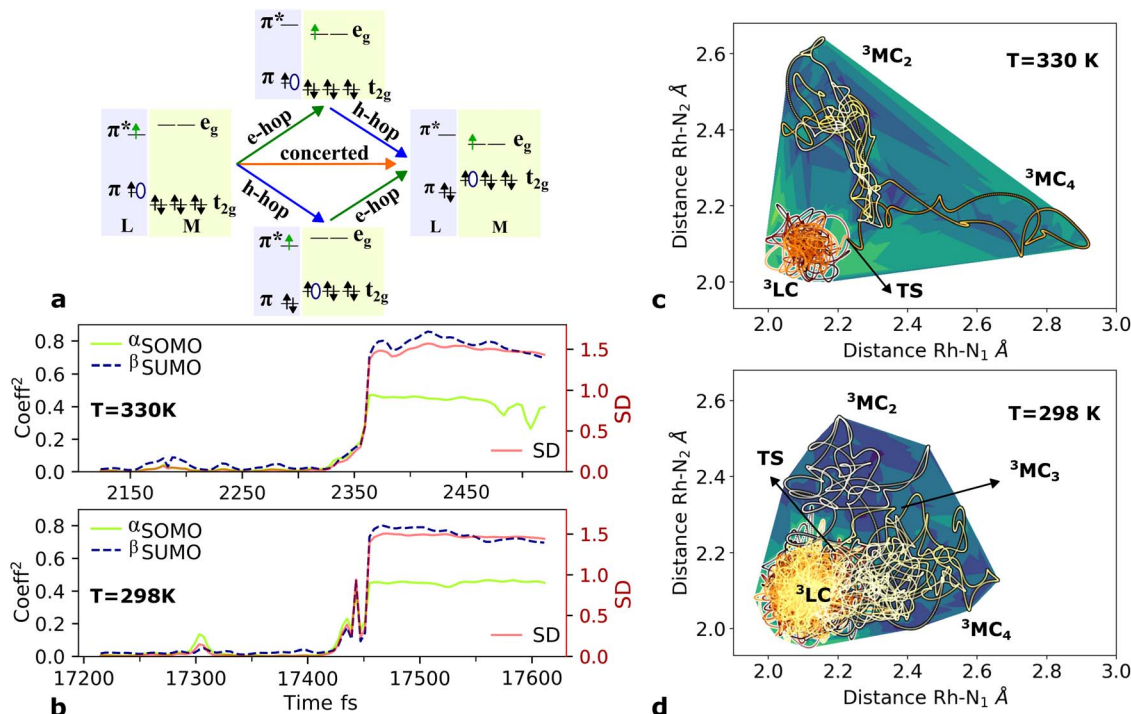 π*
e_g
π
t_2g
π*
e_g
π
t_2g
L
M
e-hop
h-hop
concerted
h-hop
e-hop
π*
e_g
π
t_2g
L
M
π*
e_g
π
t_2g
a
Coeff²
0.8
0.6
0.4
0.2
0.0
αSOMO
βSUMO
T=330K
SD
1.5
1.0
0.5
0.0
SD
2150
2250
2350
2450
Coeff²
0.8
0.6
0.4
0.2
0.0
αSOMO
βSUMO
T=298K
SD
1.5
1.0
0.5
0.0
SD
17200
17300
17400
17500
17600
Time fs
b
Distance Rh-N₂ Å
2.6
2.4
2.2
2.0
³MC₂
T=330 K
³MC₄
³LC
TS
2.0
2.2
2.4
2.6
2.8
3.0
Distance Rh-N₁ Å
c
Distance Rh-N₂ Å
2.6
2.4
2.2
2.0
³MC₂
T=298 K
TS
³MC₃
³LC
³MC₄
2.0
2.2
2.4
2.6
2.8
Distance Rh-N₁ Å
d